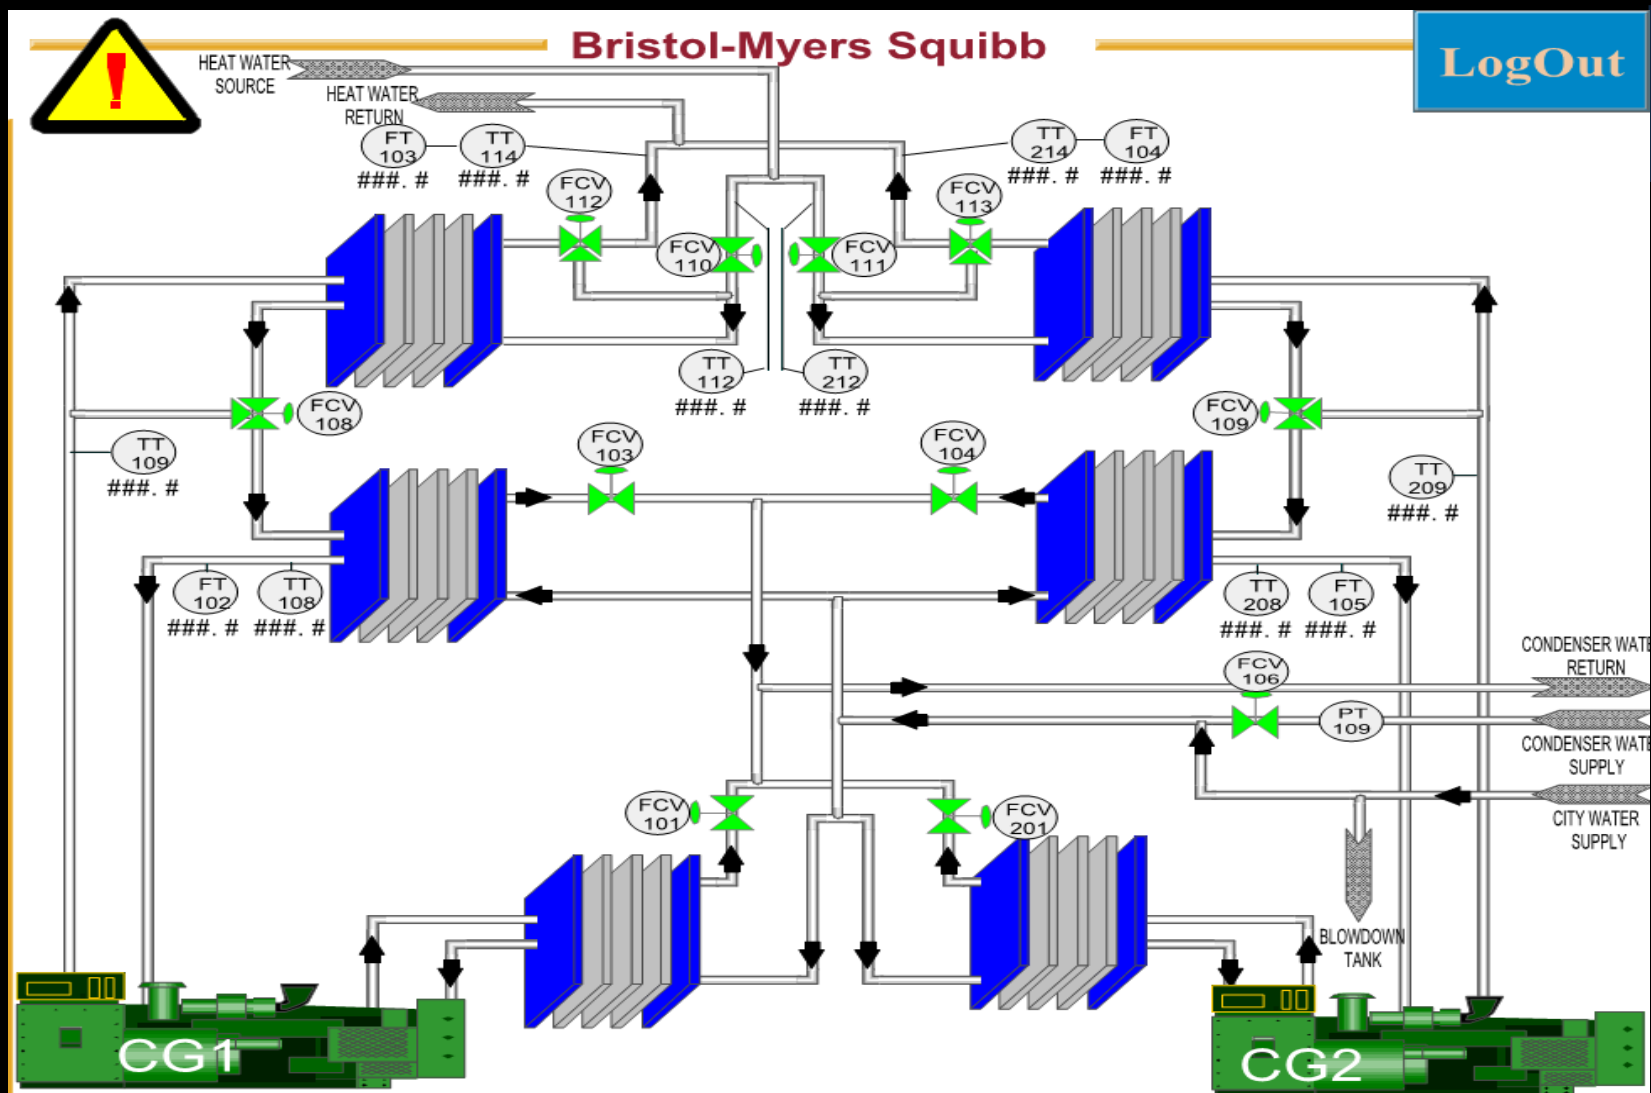 Bristol-Myers Squibb
LogOut
!
HEAT WATER
SOURCE
HEAT WATER
RETURN
FT
103
###. #
TT
114
###. #
TT
214
###. #
FT
104
###. #
FCV
112
FCV
113
FCV
110
FCV
111
TT
112
###. #
TT
212
###. #
FCV
108
FCV
109
TT
109
###. #
FCV
103
FCV
104
TT
209
###. #
FT
102
###. #
TT
108
###. #
TT
208
###. #
FT
105
###. #
CONDENSER WATE
RETURN
FCV
106
PT
109
CONDENSER WATE
SUPPLY
FCV
101
FCV
201
CITY WATER
SUPPLY
BLOWDOWN
TANK
CG1
CG2